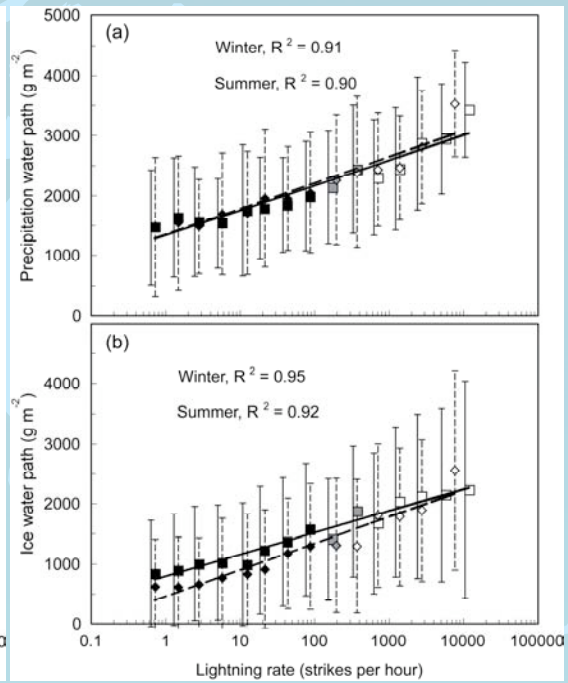 (a)
Winter, R 2 = 0.91
Summer, R 2 = 0.90
Precipitation water path (g m-2)
5000
4000
3000
2000
1000
0
(b)
Winter, R 2 = 0.95
Summer, R 2 = 0.92
Ice water path (g m-2)
4000
3000
2000
1000
0
0.1 1 10 100 1000 10000 100000
Lightning rate (strikes per hour)